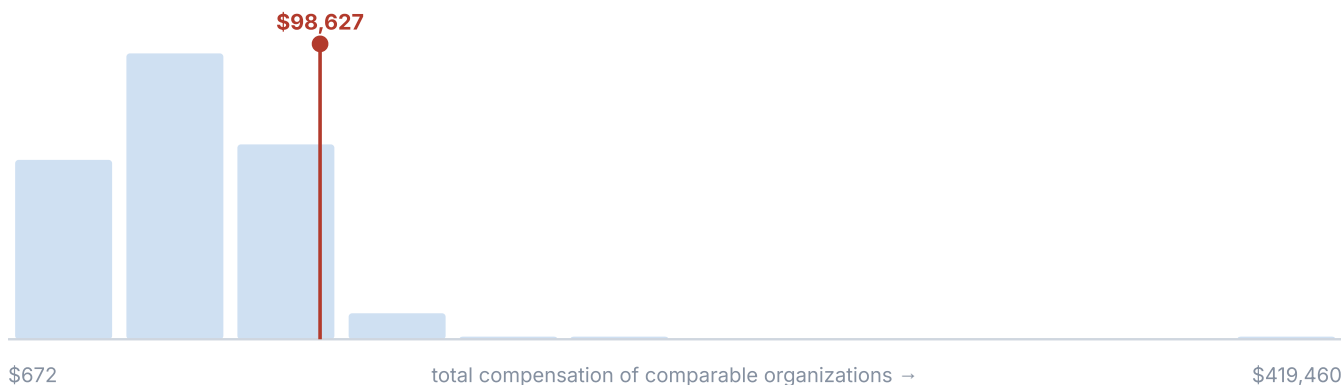 $98,627
$672 total compensation of comparable organizations → $419,460